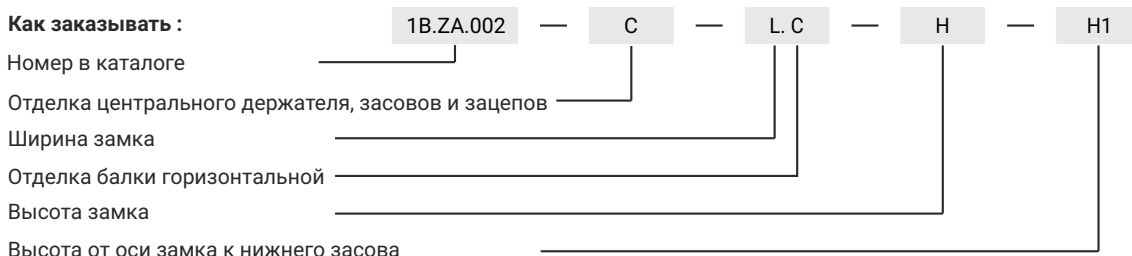 Как заказывать : 1B.ZA.002 — C — L. C — H — H1
Номер в каталоге
Отделка центрального держателя, засовов и зацепов
Ширина замка
Отделка балки горизонтальной
Высота замка
Высота от оси замка к нижнего засова